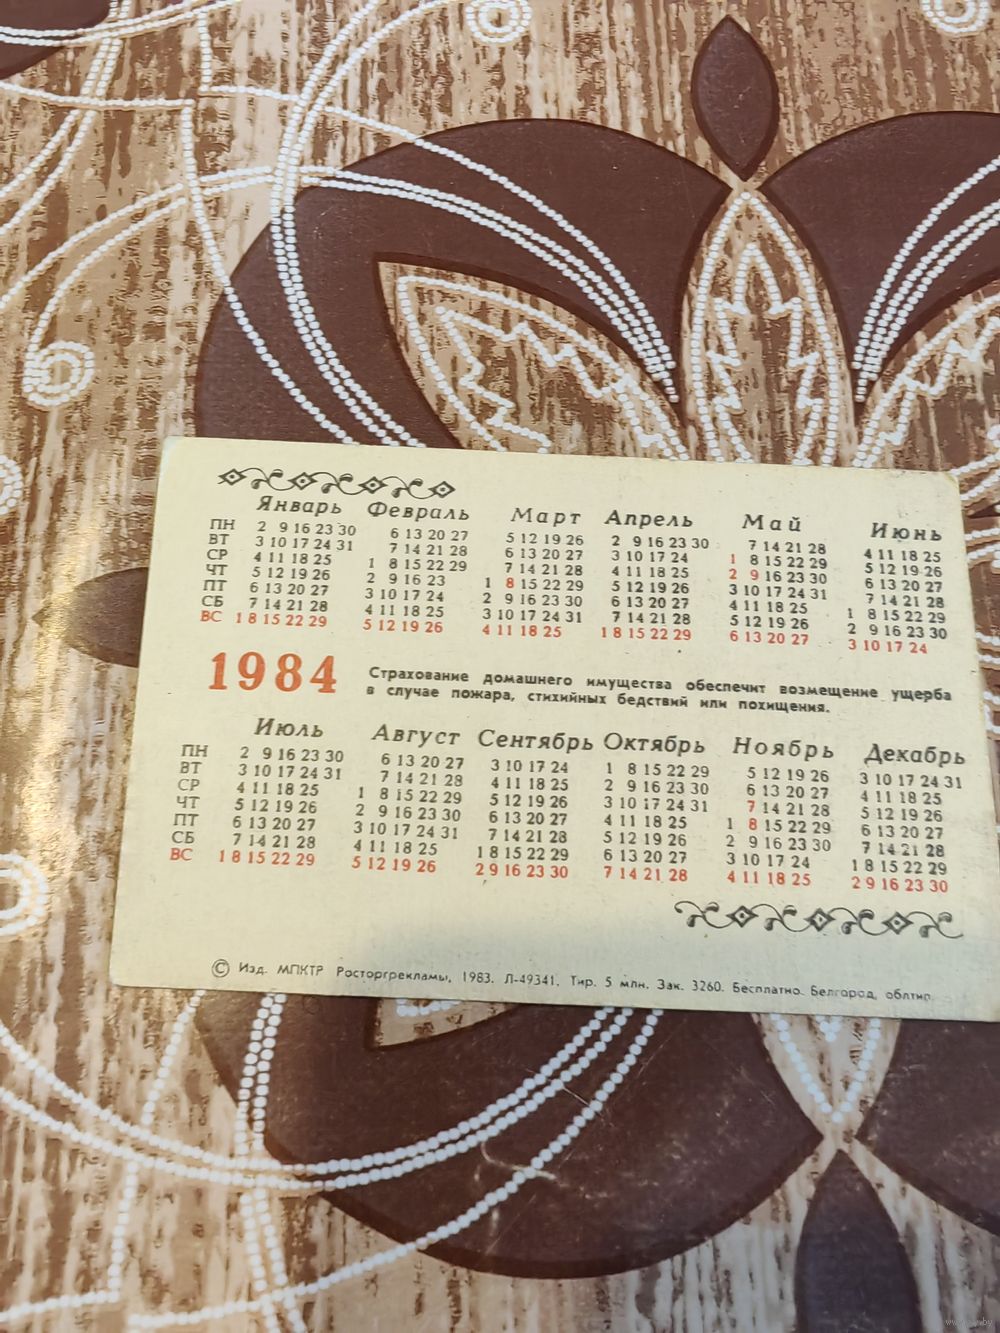 Январь Февраль Март Апрель Май Июнь
ПН 2 9 16 23 30 6 13 20 27 5 12 19 26 2 9 16 23 30 7 14 21 28 4 11 18 25
ВТ 3 10 17 24 31 7 14 21 28 6 13 20 27 3 10 17 24 1 8 15 22 29 5 12 19 26
СР 4 11 18 25 1 8 15 22 29 7 14 21 28 4 11 18 25 2 9 16 23 30 6 13 20 27
ЧТ 5 12 19 26 2 9 16 23 1 8 15 22 29 5 12 19 26 3 10 17 24 31 7 14 21 28
ПТ 6 13 20 27 3 10 17 24 2 9 16 23 30 6 13 20 27 4 11 18 25 1 8 15 22 29
СБ 7 14 21 28 4 11 18 25 3 10 17 24 31 7 14 21 28 5 12 19 26 2 9 16 23 30
ВС 1 8 15 22 29 5 12 19 26 4 11 18 25 1 8 15 22 29 6 13 20 27 3 10 17 24
1984
Страхование домашнего имущества обеспечит возмещение ущерба
в случае пожара, стихийных бедствий или похищения.
Июль Август Сентябрь Октябрь Ноябрь Декабрь
ПН 2 9 16 23 30 6 13 20 27 3 10 17 24 1 8 15 22 29 5 12 19 26 3 10 17 24 31
ВТ 3 10 17 24 31 7 14 21 28 4 11 18 25 2 9 16 23 30 6 13 20 27 4 11 18 25
СР 4 11 18 25 1 8 15 22 29 5 12 19 26 3 10 17 24 31 7 14 21 28 5 12 19 26
ЧТ 5 12 19 26 2 9 16 23 30 6 13 20 27 4 11 18 25 1 8 15 22 29 6 13 20 27
ПТ 6 13 20 27 3 10 17 24 31 7 14 21 28 5 12 19 26 2 9 16 23 30 7 14 21 28
СБ 7 14 21 28 4 11 18 25 1 8 15 22 29 6 13 20 27 3 10 17 24 1 8 15 22 29
ВС 1 8 15 22 29 5 12 19 26 2 9 16 23 30 7 14 21 28 4 11 18 25 2 9 16 23 30
© Изд. МПКТР Росторгрекламы, 1983. Л-49341. Тир. 5 млн. Зак. 3260. Бесплатно. Белгород, облтип.